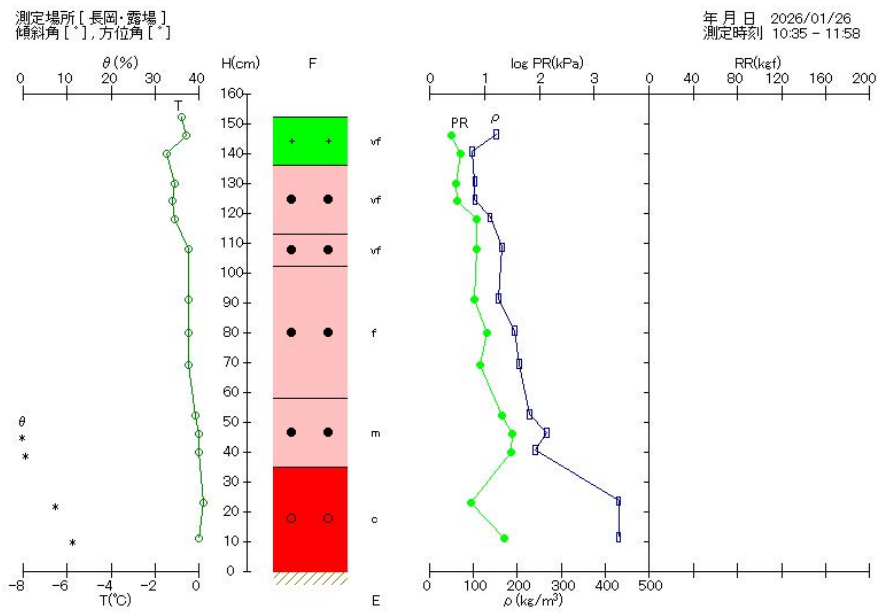 測定場所[ 長岡・露場 ]
年 月 日 2026/01/26
傾斜角[ ﾟ] , 方位角[ ﾟ]
測定時刻 10:35 - 11:58
θ(%) H(cm) F log PR(kPa) RR(kgf)
0 10 20 30 40 0 1 2 3 0 40 80 120 160 200
160
T PR ρ
150
vf
140
130
vf
120
110
vf
100
90
80
f
70
60
50
θ
m
40
30
20
c
10
0
-8 -6 -4 -2 0 0 100 200 300 400 500
T(℃) E ρ(kg/m³)